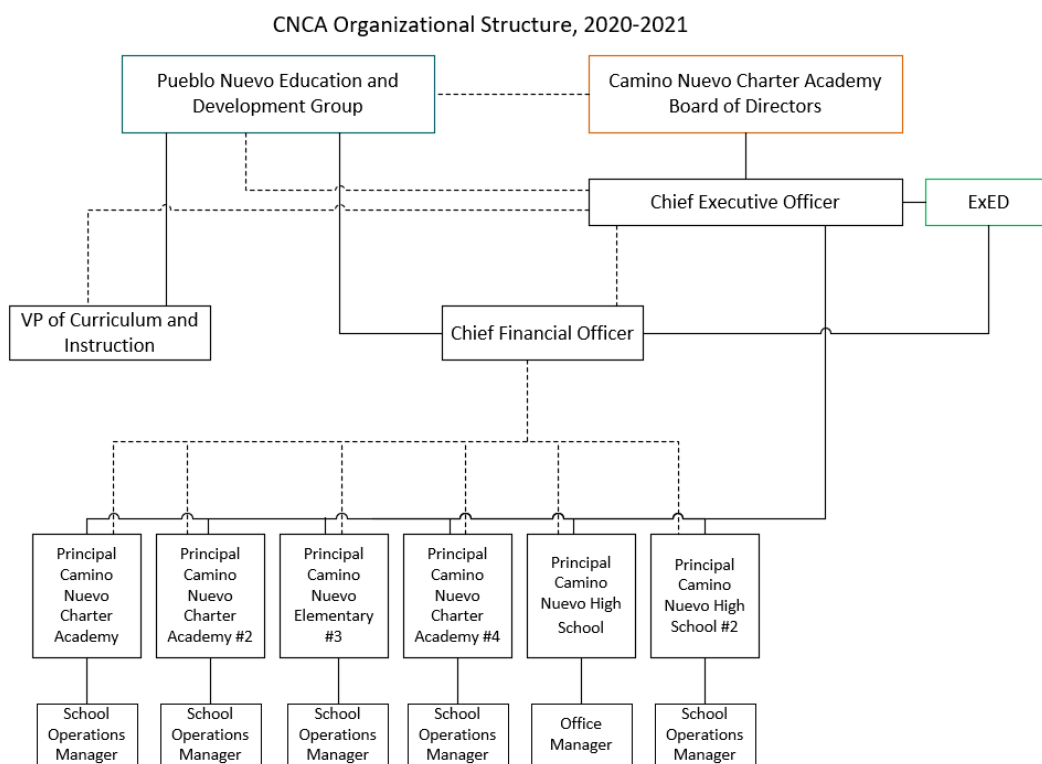 CNCA Organizational Structure, 2020-2021
Pueblo Nuevo Education and
Development Group
Camino Nuevo Charter Academy
Board of Directors
Chief Executive Officer
ExED
VP of Curriculum and
Instruction
Chief Financial Officer
Principal
Camino
Nuevo
Charter
Academy
Principal
Camino
Nuevo
Charter
Academy #2
Principal
Camino
Nuevo
Elementary
#3
Principal
Camino
Nuevo
Charter
Academy #4
Principal
Camino
Nuevo High
School
Principal
Camino
Nuevo High
School #2
School
Operations
Manager
School
Operations
Manager
School
Operations
Manager
School
Operations
Manager
Office
Manager
School
Operations
Manager